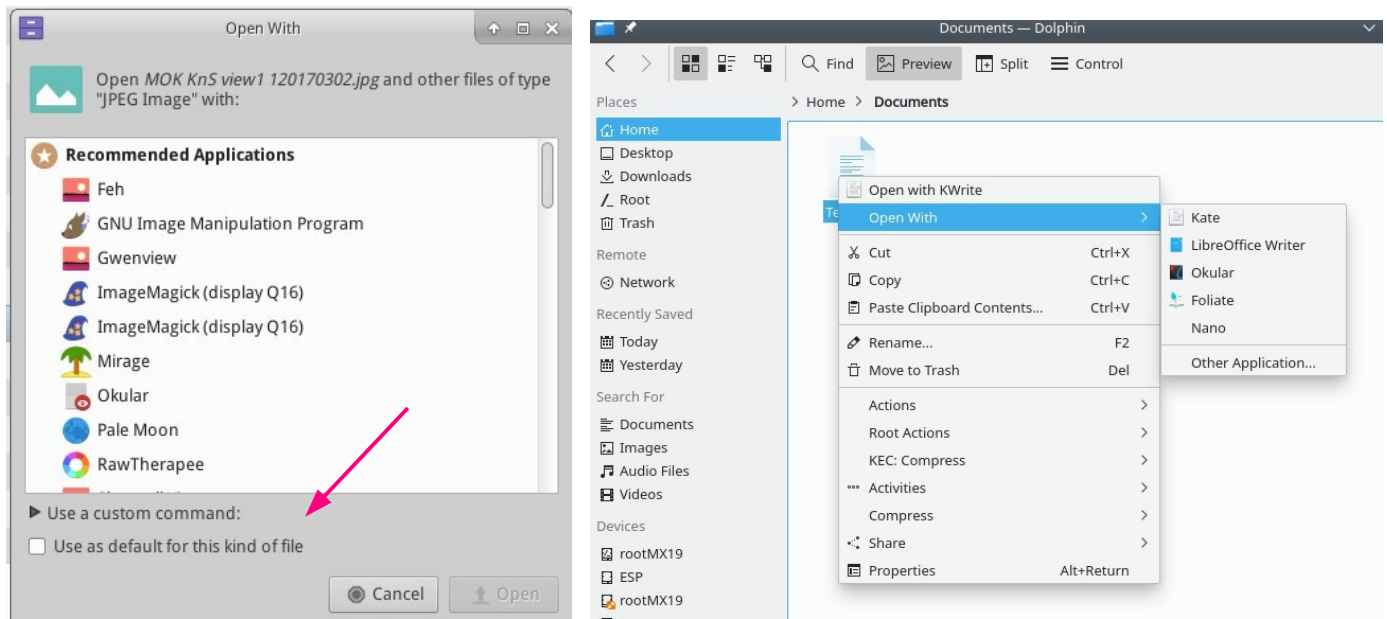 Open With
Open MOK KnS view1 120170302.jpg and other files of type
"JPEG Image" with:
Recommended Applications
Feh
GNU Image Manipulation Program
Gwenview
ImageMagick (display Q16)
ImageMagick (display Q16)
Mirage
Okular
Pale Moon
RawTherapee
Use a custom command:
Use as default for this kind of file
Cancel
Open
Documents — Dolphin
Find
Preview
Split
Control
Places
Home
Desktop
Downloads
Root
Trash
Remote
Network
Recently Saved
Today
Yesterday
Search For
Documents
Images
Audio Files
Videos
Devices
rootMX19
ESP
rootMX19
> Home > Documents
Te
Open with KWrite
Open With
Cut Ctrl+X
Copy Ctrl+C
Paste Clipboard Contents... Ctrl+V
Rename... F2
Move to Trash Del
Actions
Root Actions
KEC: Compress
Activities
Compress
Share
Properties Alt+Return
Kate
LibreOffice Writer
Okular
Foliate
Nano
Other Application...